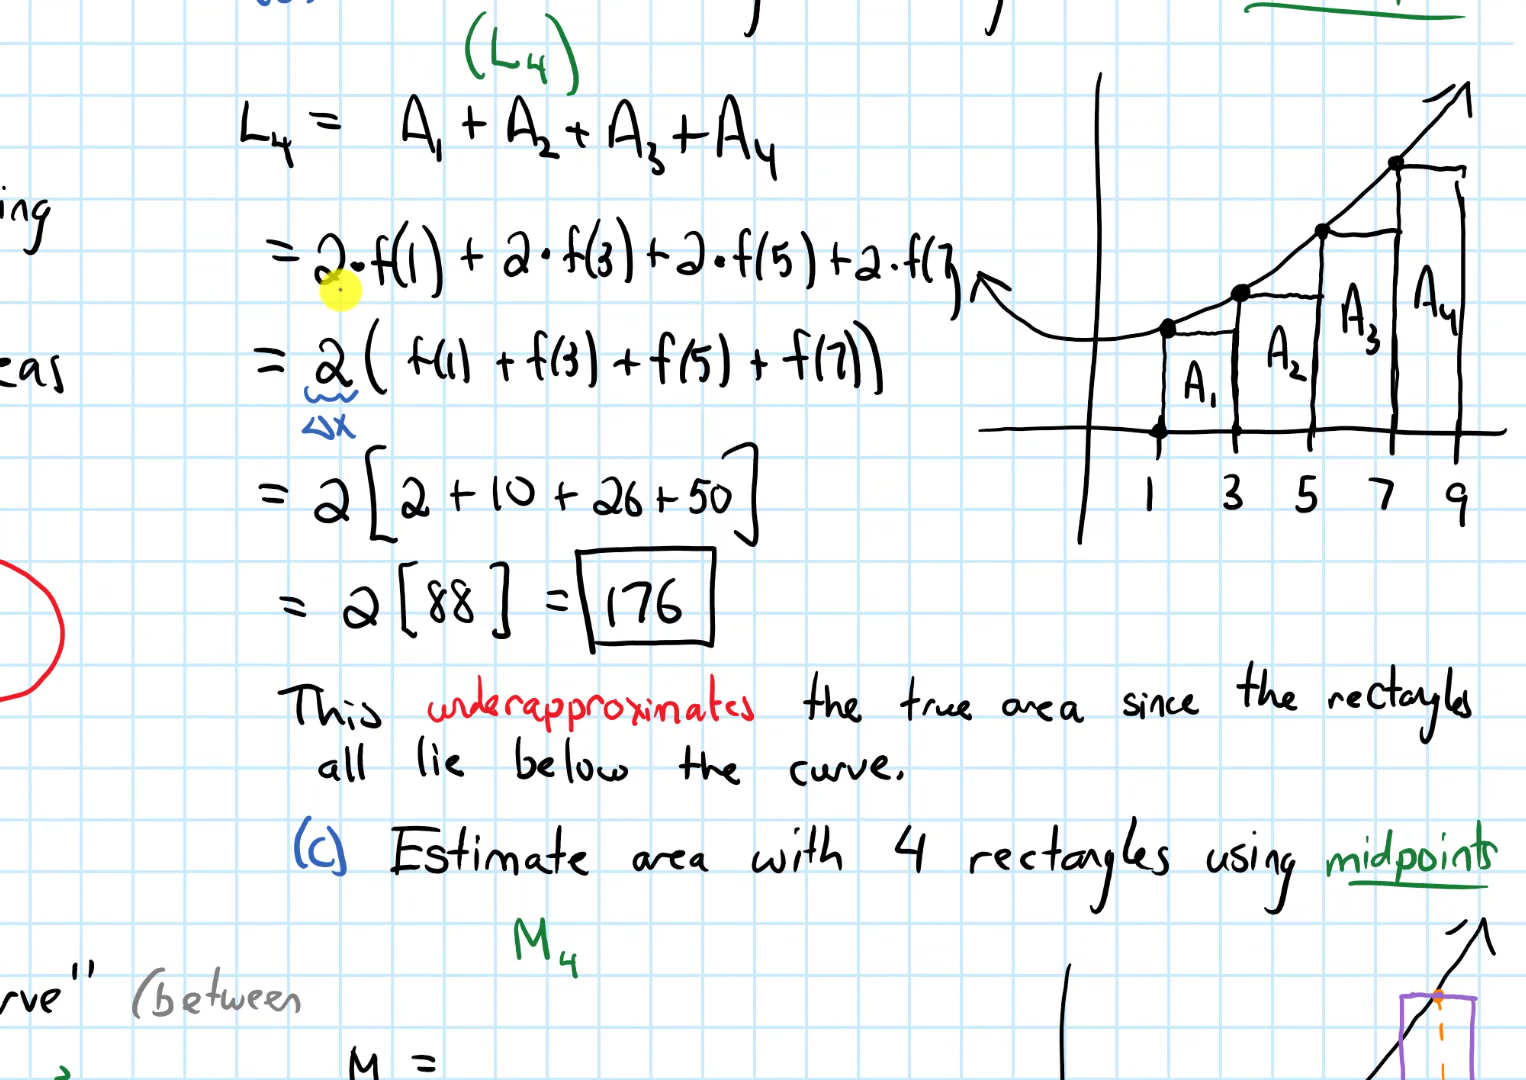 (L₄)
L₄ = A₁ + A₂ + A₃ + A₄
ing
= 2·f(1) + 2·f(3) + 2·f(5) + 2·f(7)
= 2( f(1) + f(3) + f(5) + f(7))
eas
Δx
= 2[2 + 10 + 26 + 50]
= 2[88] = 176
A₁ A₂ A₃ A₄
1 3 5 7 9
This underapproximates the true area since the rectangles
all lie below the curve.
(c) Estimate area with 4 rectangles using midpoints
M₄
rve" (between
M =